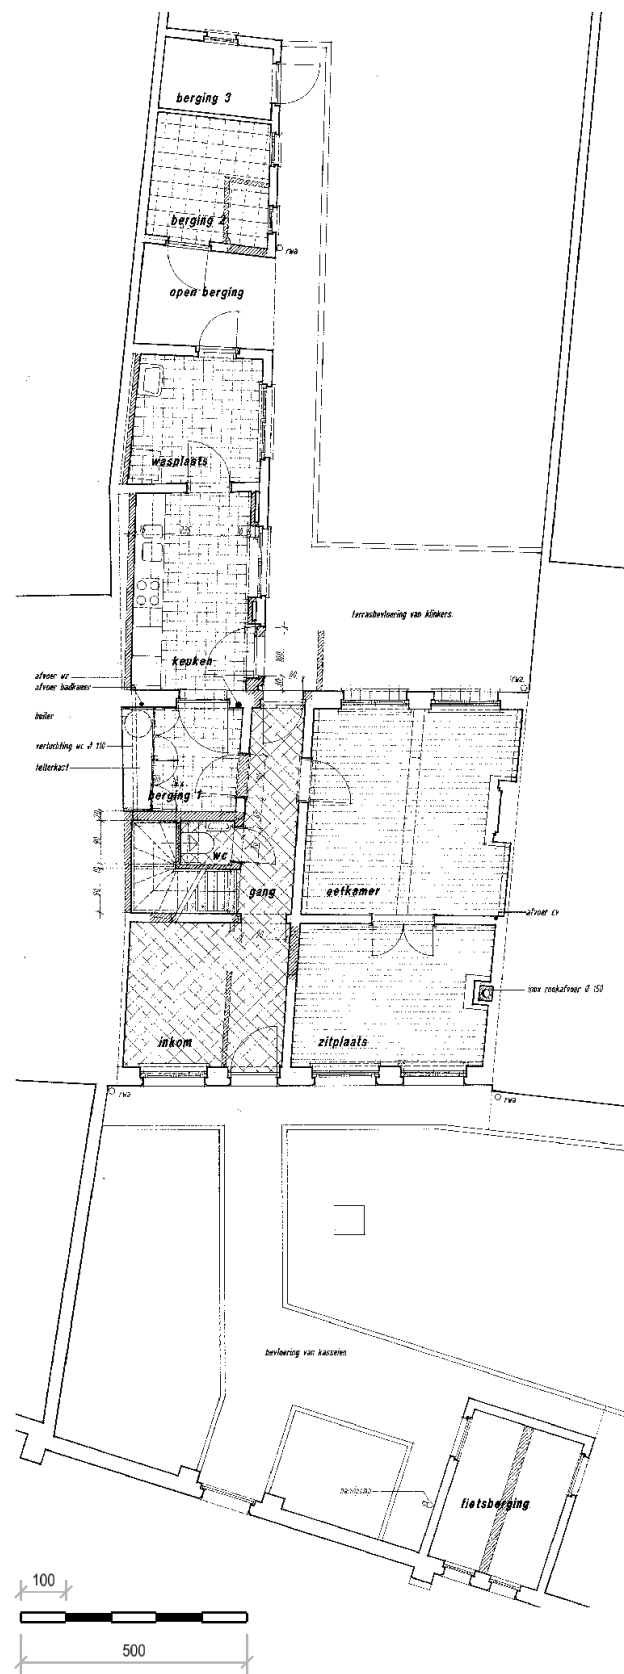 berging 3
berging 2
rwa
open berging
wasplaats
terrasbevloering van klinkers.
keuken
afvoer wc
afvoer badkamer
rwa
boiler
verluchting wc Ø 110
tellerkast
berging 1
wc
gang
eetkamer
afvoer cv
inkom
zitplaats
inox rookafvoer Ø 150
rwa
rwa
bevloering van kasseien
fietsberging
100
500